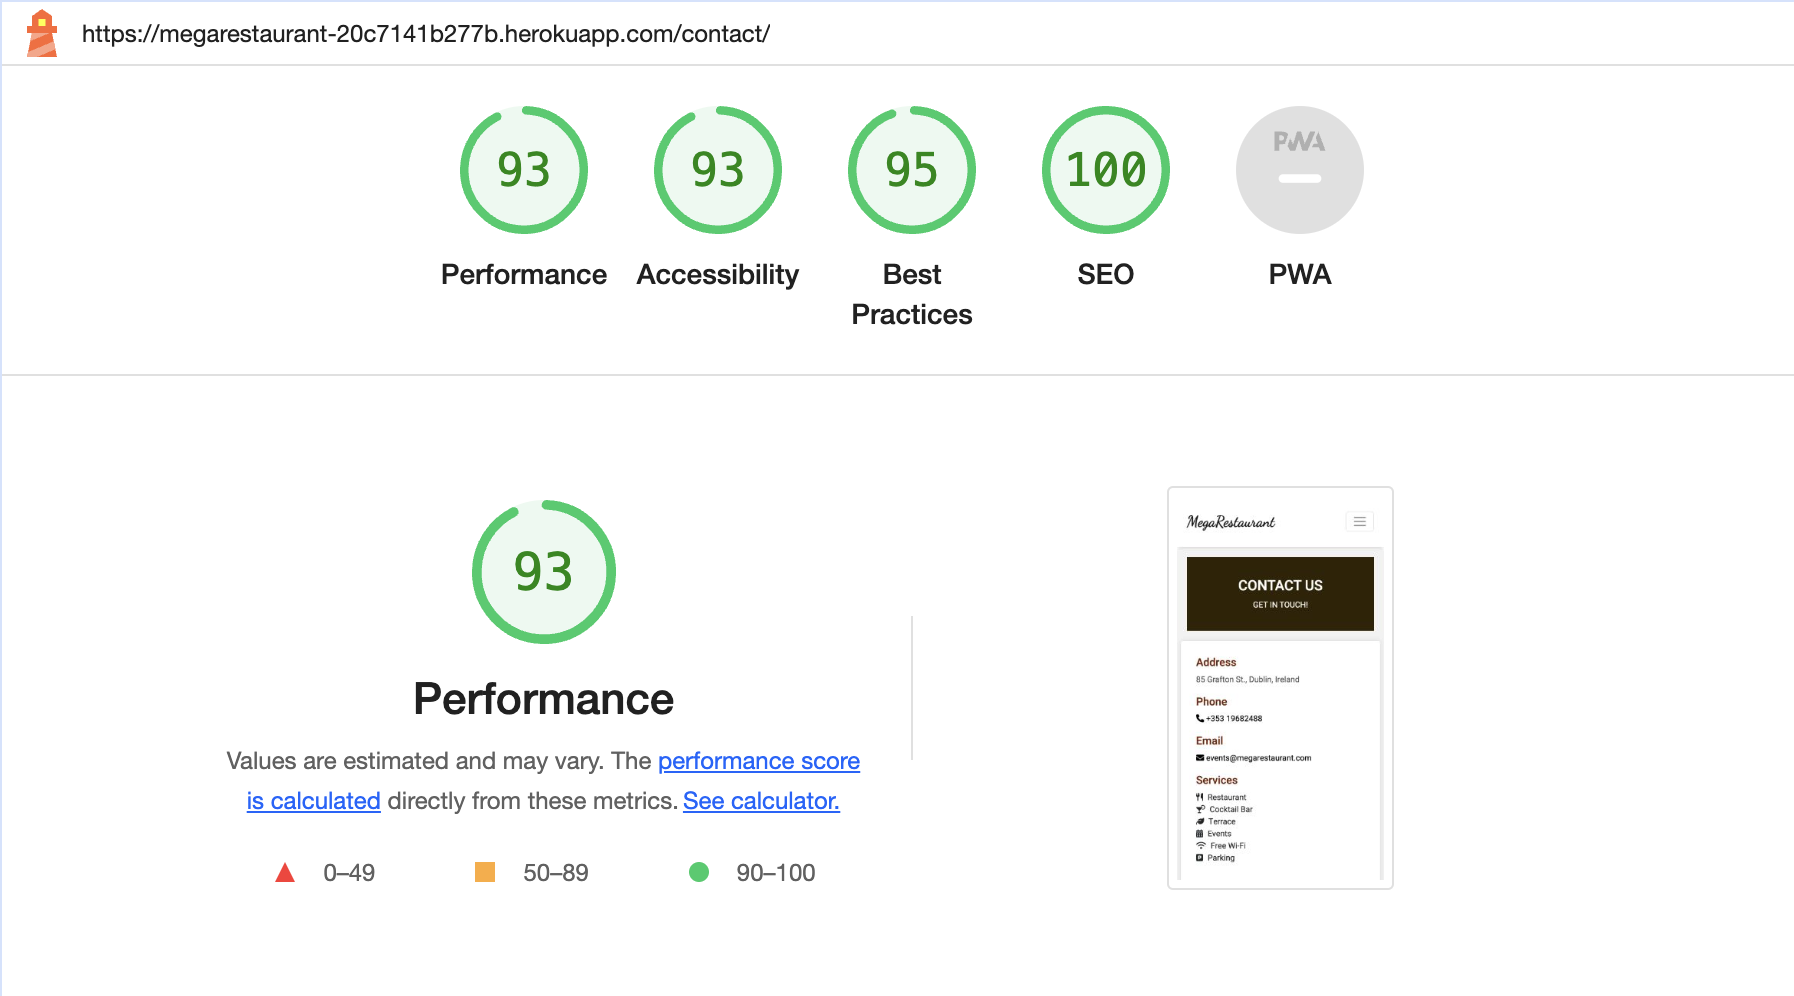 https://megarestaurant-20c7141b277b.herokuapp.com/contact/
93
93
95
100
PWA
Performance
Accessibility
Best
Practices
SEO
PWA
93
Performance
Values are estimated and may vary. The performance score
is calculated directly from these metrics. See calculator.
0–49
50–89
90–100
MegaRestaurant
CONTACT US
GET IN TOUCH!
Address
85 Grafton St., Dublin, Ireland
Phone
+353 19682488
Email
events@megarestaurant.com
Services
Restaurant
Cocktail Bar
Terrace
Events
Free Wi-Fi
Parking